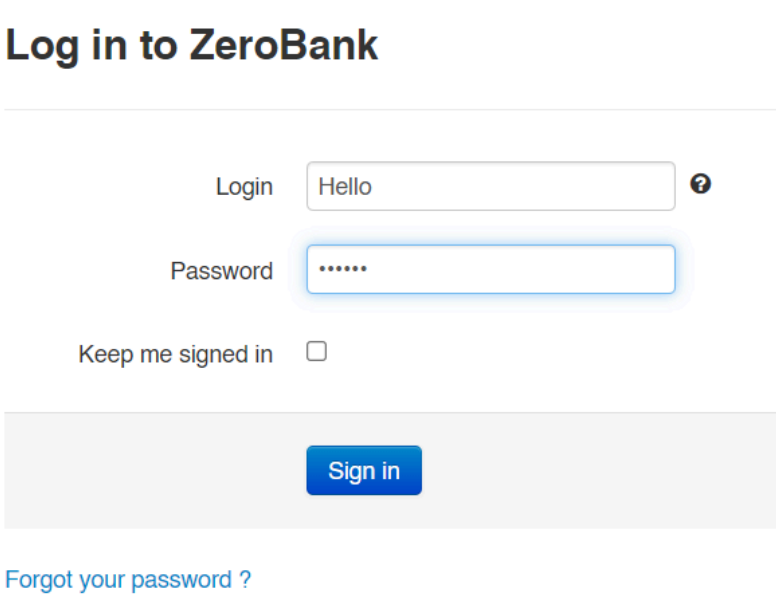 Log in to ZeroBank
Login Hello
Password ••••••
Keep me signed in
Sign in
Forgot your password ?